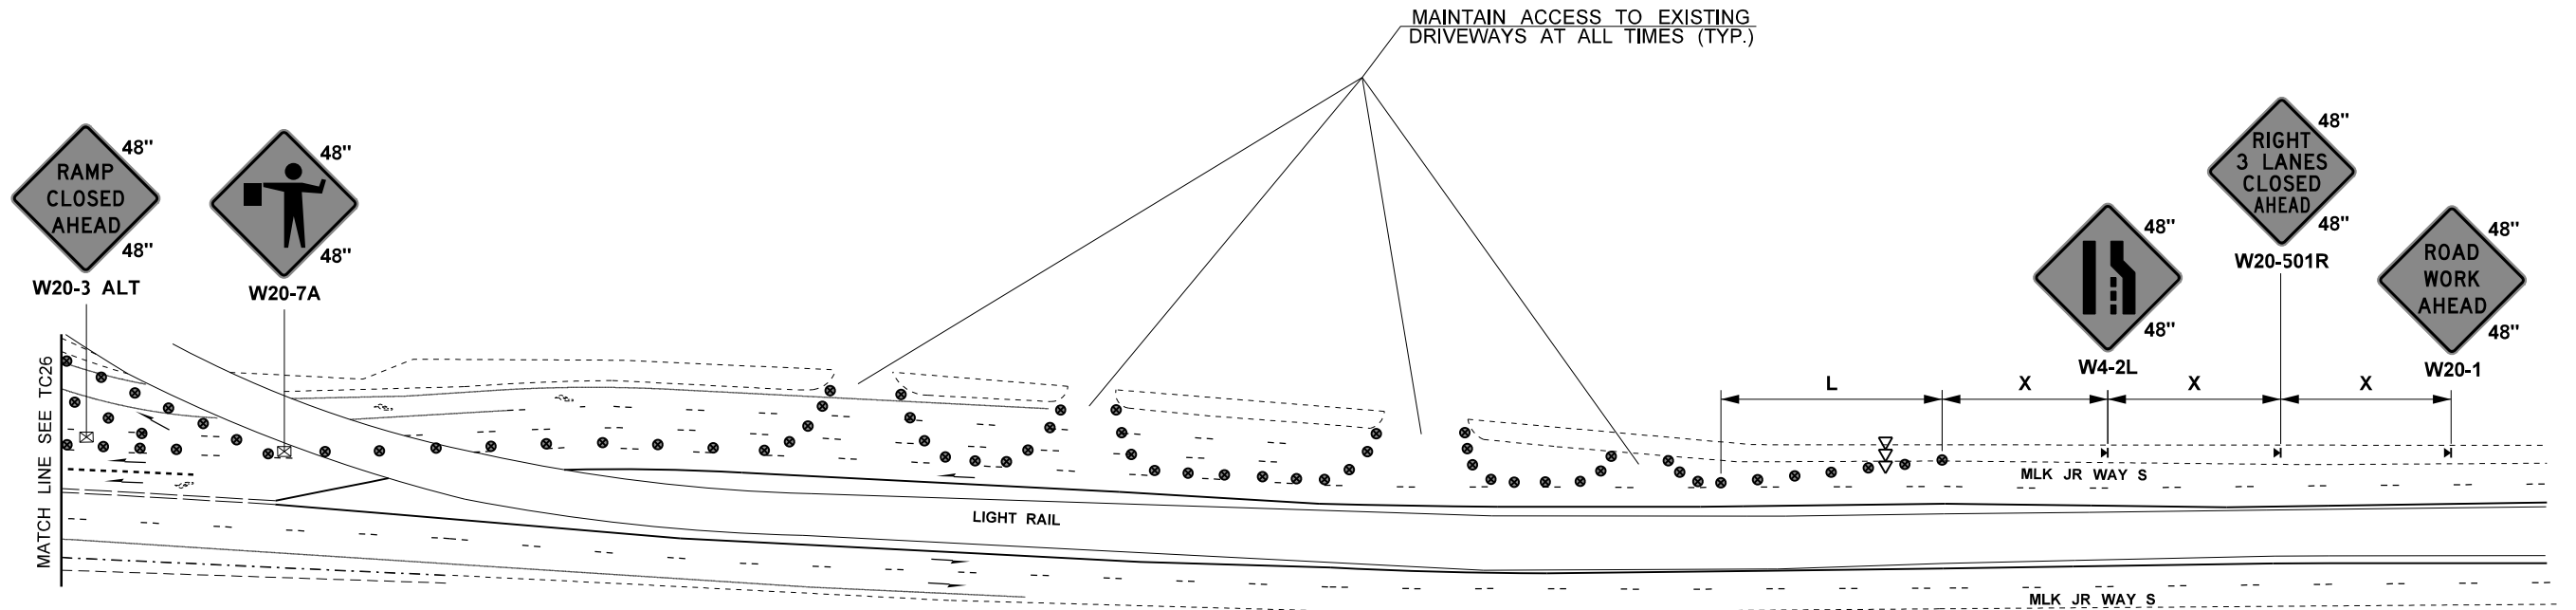 MAINTAIN ACCESS TO EXISTING
DRIVEWAYS AT ALL TIMES (TYP.)
RAMP
CLOSED
AHEAD
48"
48"
W20-3 ALT
48"
48"
W20-7A
48"
48"
W4-2L
RIGHT
3 LANES
CLOSED
AHEAD
48"
48"
W20-501R
ROAD
WORK
AHEAD
48"
48"
W20-1
L
X
X
X
MATCH LINE SEE TC26
MLK JR WAY S
LIGHT RAIL
MLK JR WAY S